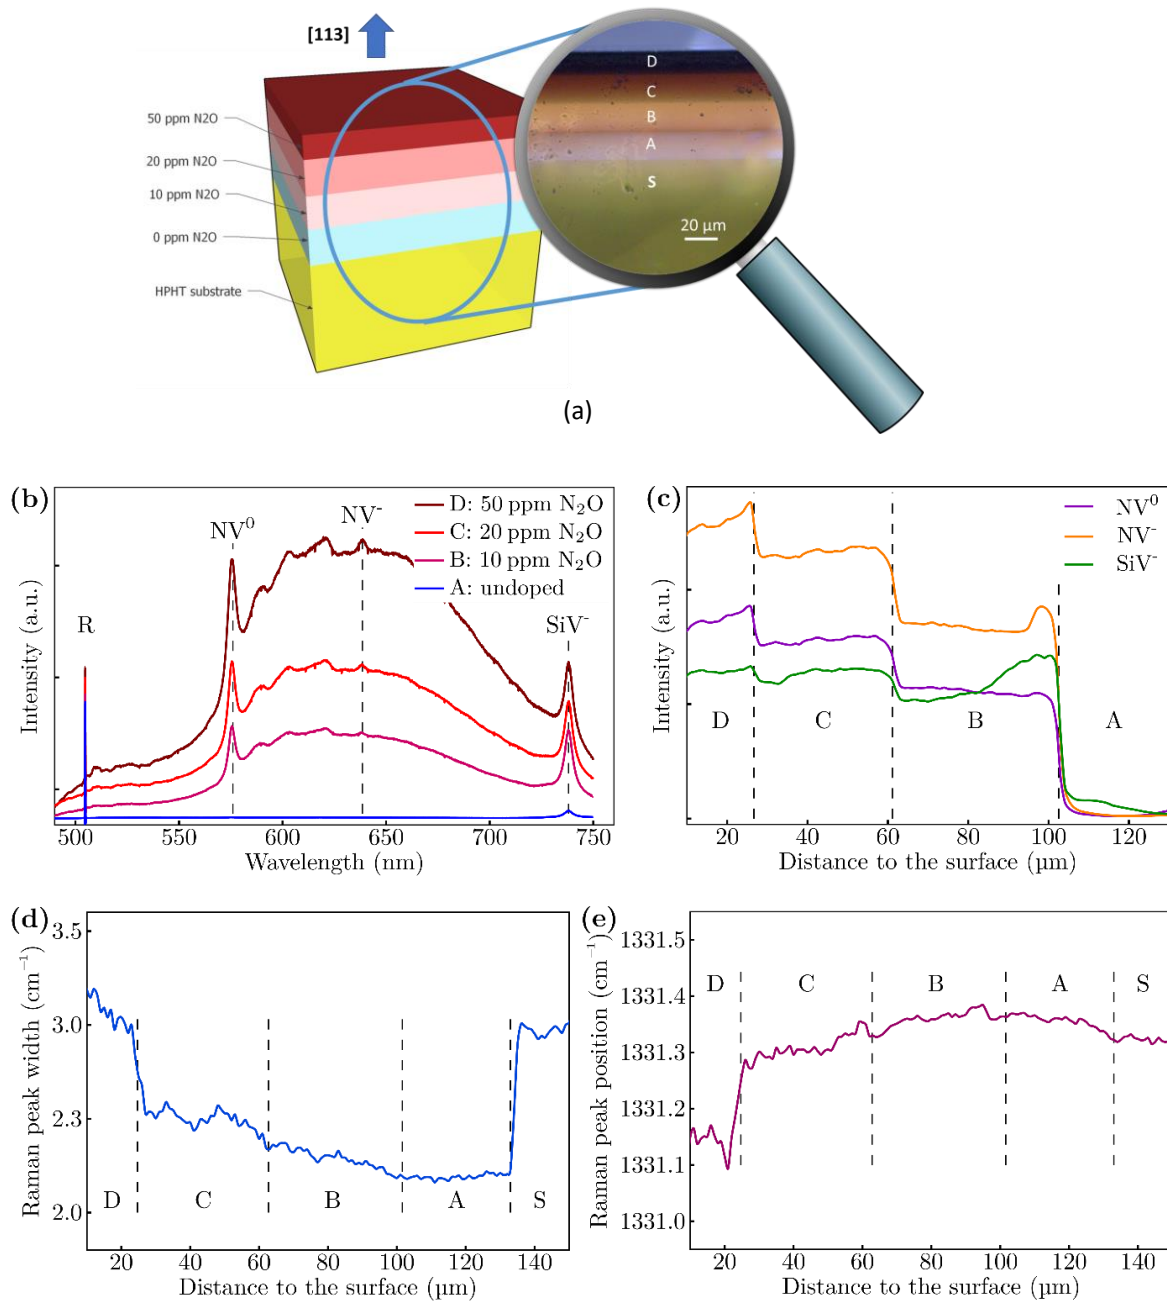 [113]
50 ppm N2O
20 ppm N2O
10 ppm N2O
0 ppm N2O
HPHT substrate
D
C
B
A
S
20 µm
(a)
(b)
D: 50 ppm N₂O
C: 20 ppm N₂O
B: 10 ppm N₂O
A: undoped
R
NV⁰
NV⁻
SiV⁻
Intensity (a.u.)
500 550 600 650 700 750
Wavelength (nm)
(c)
NV⁰
NV⁻
SiV⁻
D C B A
Intensity (a.u.)
20 40 60 80 100 120
Distance to the surface (µm)
(d)
3.5
3.0
2.3
2.0
Raman peak width (cm⁻¹)
D C B A S
20 40 60 80 100 120 140
Distance to the surface (µm)
(e)
1331.5
1331.4
1331.3
1331.2
1331.1
1331.0
Raman peak position (cm⁻¹)
D C B A S
20 40 60 80 100 120 140
Distance to the surface (µm)